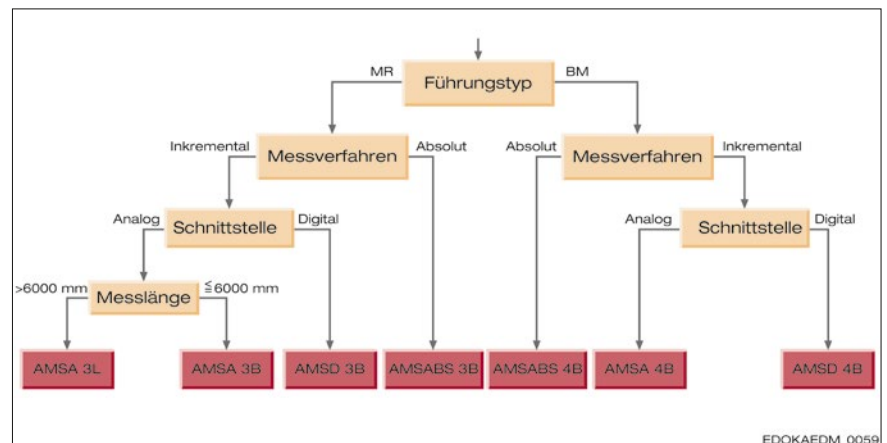 MR
Führungstyp
BM
Inkremental
Messverfahren
Absolut
Absolut
Messverfahren
Inkremental
Analog
Schnittstelle
Digital
Analog
Schnittstelle
Digital
>6000 mm
Messlänge
≦6000 mm
AMSA 3L
AMSA 3B
AMSD 3B
AMSABS 3B
AMSABS 4B
AMSA 4B
AMSD 4B
EDOKAEDM_0059